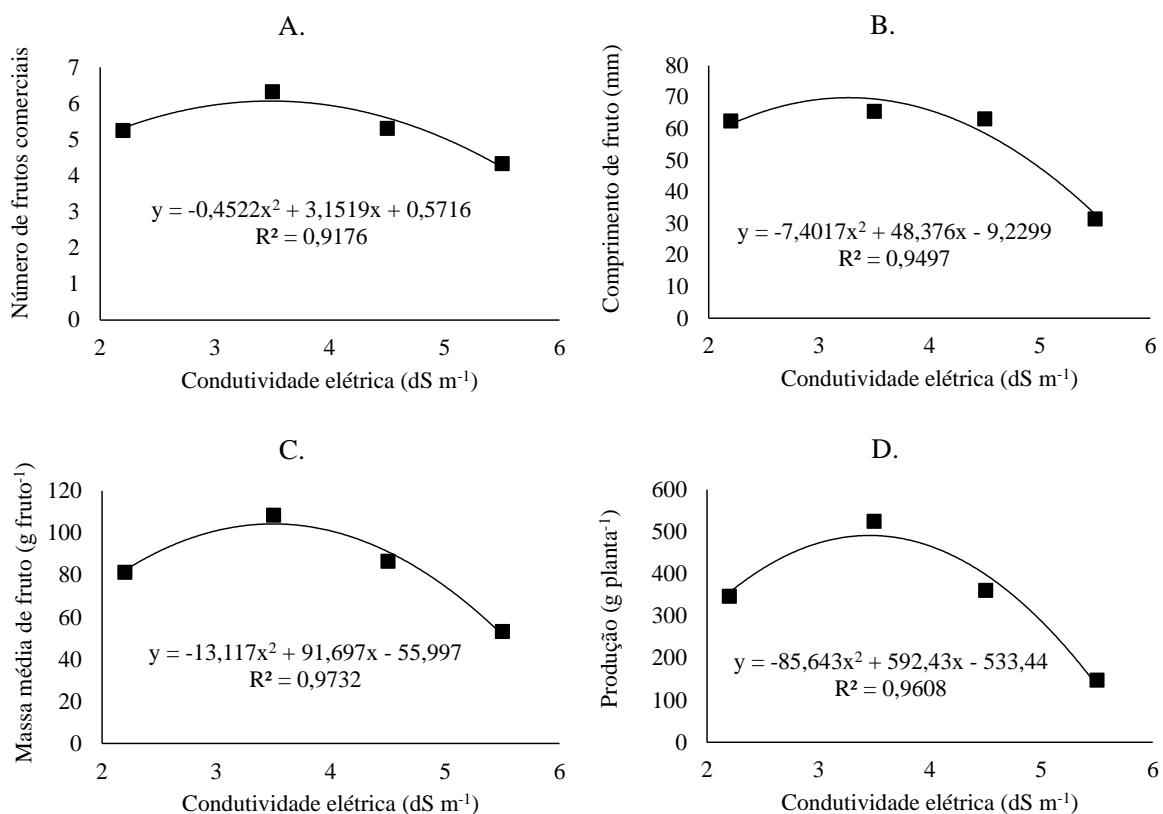 A.
Número de frutos comerciais
7
6
5
4
3
2
1
0
y = -0,4522x² + 3,1519x + 0,5716
R² = 0,9176
2 3 4 5 6
Condutividade elétrica (dS m⁻¹)
B.
Comprimento de fruto (mm)
80
70
60
50
40
30
20
10
0
y = -7,4017x² + 48,376x - 9,2299
R² = 0,9497
2 3 4 5 6
Condutividade elétrica (dS m⁻¹)
C.
Massa média de fruto (g fruto⁻¹)
120
100
80
60
40
20
0
y = -13,117x² + 91,697x - 55,997
R² = 0,9732
2 3 4 5 6
Condutividade elétrica (dS m⁻¹)
D.
Produção (g planta⁻¹)
600
500
400
300
200
100
0
y = -85,643x² + 592,43x - 533,44
R² = 0,9608
2 3 4 5 6
Condutividade elétrica (dS m⁻¹)